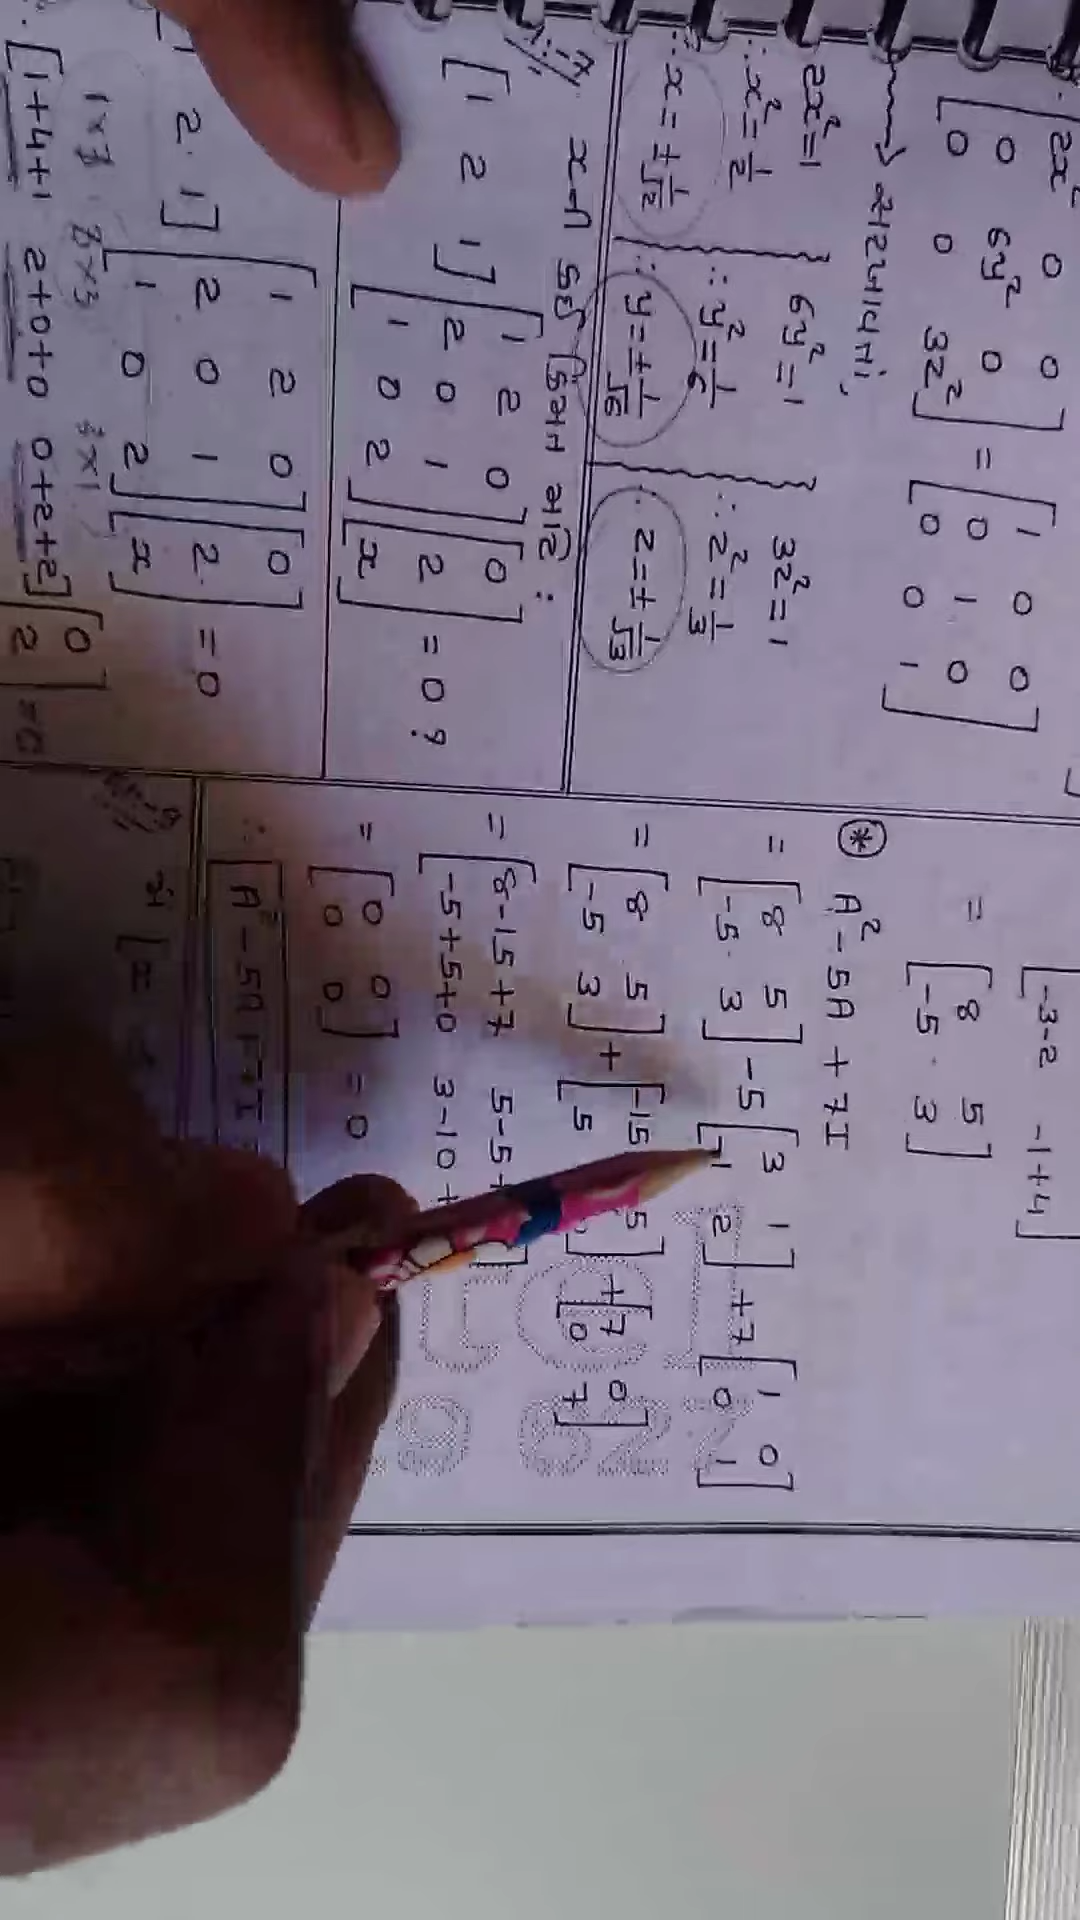 [2x² 0 0
0 6y² 0
0 0 3z²] = [1 0 0
0 1 0
0 0 1]
2x²=1
∴ x²=1/2
∴ x=±1/√2
6y²=1
∴ y²=1/6
∴ y=±1/√6
3z²=1
∴ z²=1/3
∴ z=±1/√3
[1 2 1] [1 2 0
2 0 1
1 0 2] [0
2
x] = 0 ?
2 1] [1 2 0
2 0 1
1 0 2] [0
2
x] = 0
1×3 3×3 3×1
[1+4+1 2+0+0 0+2+2] [0
2
[-3-2 -1+4]
= [8 5
-5 3]
* A²-5A+7I
= [8 5
-5 3] -5 [3 1
-1 2] +7 [1 0
0 1]
= [8 5
-5 3] + [-15 5
5
+ [7 0
0 7]
= [8-15+7 5-5+
-5+5+0 3-10+
= [0 0
0 0] = 0
∴ A²-5A+7I